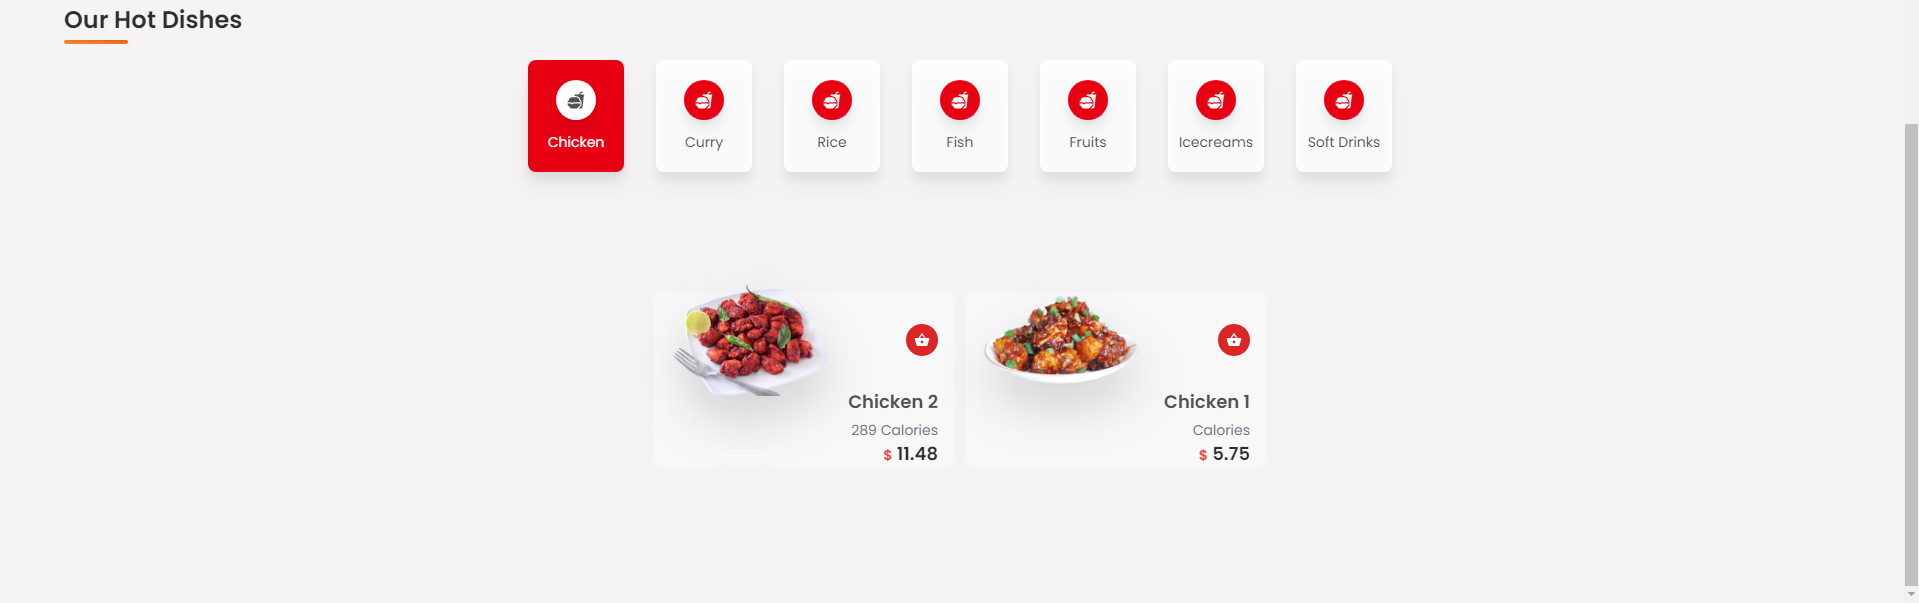 Our Hot Dishes
Chicken
Curry
Rice
Fish
Fruits
Icecreams
Soft Drinks
Chicken 2
289 Calories
$ 11.48
Chicken 1
Calories
$ 5.75